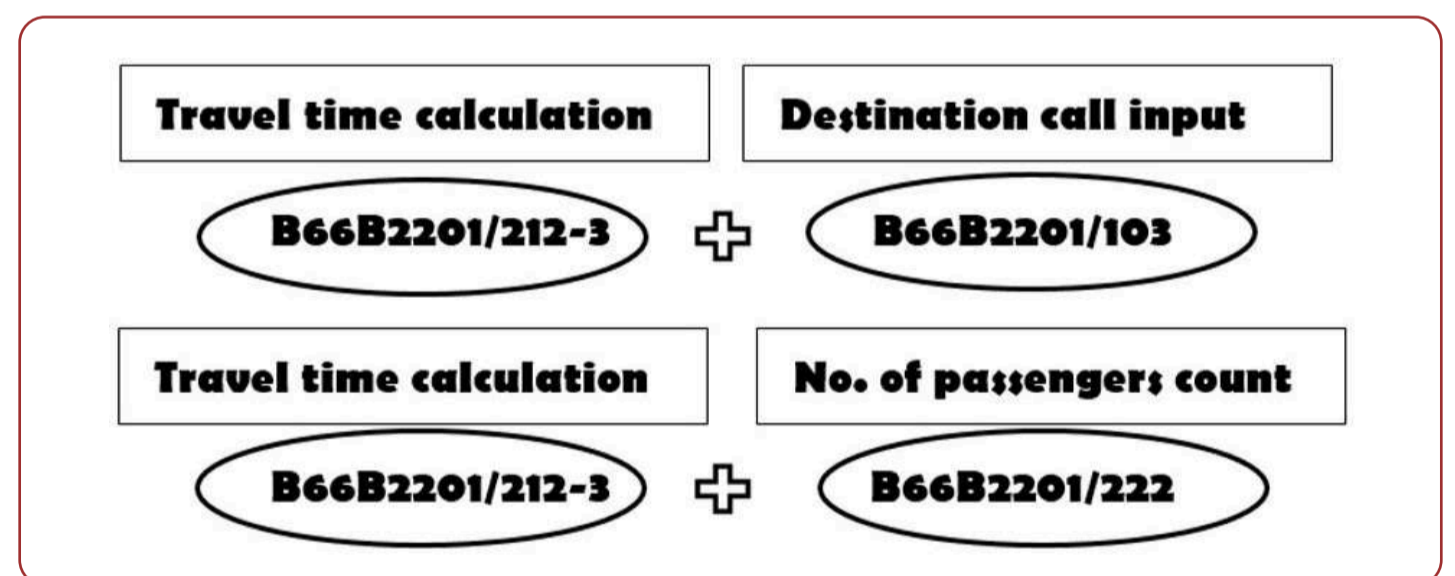 Travel time calculation Destination call input
B66B2201/212-3 B66B2201/103
Travel time calculation No. of passengers count
B66B2201/212-3 B66B2201/222